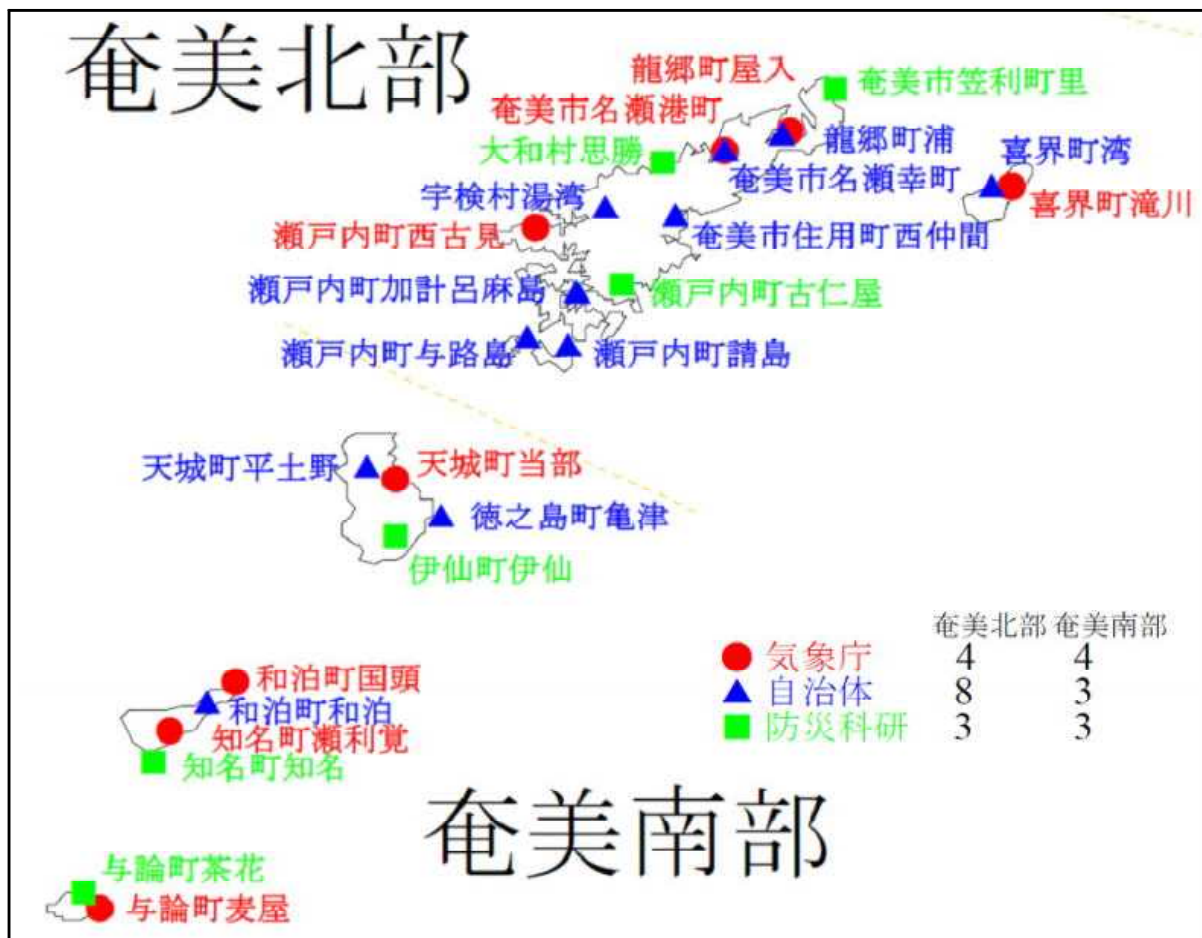 奄美北部
龍郷町屋入
奄美市笠利町里
奄美市名瀬港町
大和村思勝
龍郷町浦
喜界町湾
宇検村湯湾
奄美市名瀬幸町
喜界町滝川
瀬戸内町西古見
奄美市住用町西仲間
瀬戸内町加計呂麻島
瀬戸内町古仁屋
瀬戸内町与路島
瀬戸内町請島
天城町平土野
天城町当部
徳之島町亀津
伊仙町伊仙
奄美北部 奄美南部
気象庁 4 4
自治体 8 3
防災科研 3 3
和泊町国頭
和泊町和泊
知名町瀬利覚
知名町知名
奄美南部
与論町茶花
与論町麦屋